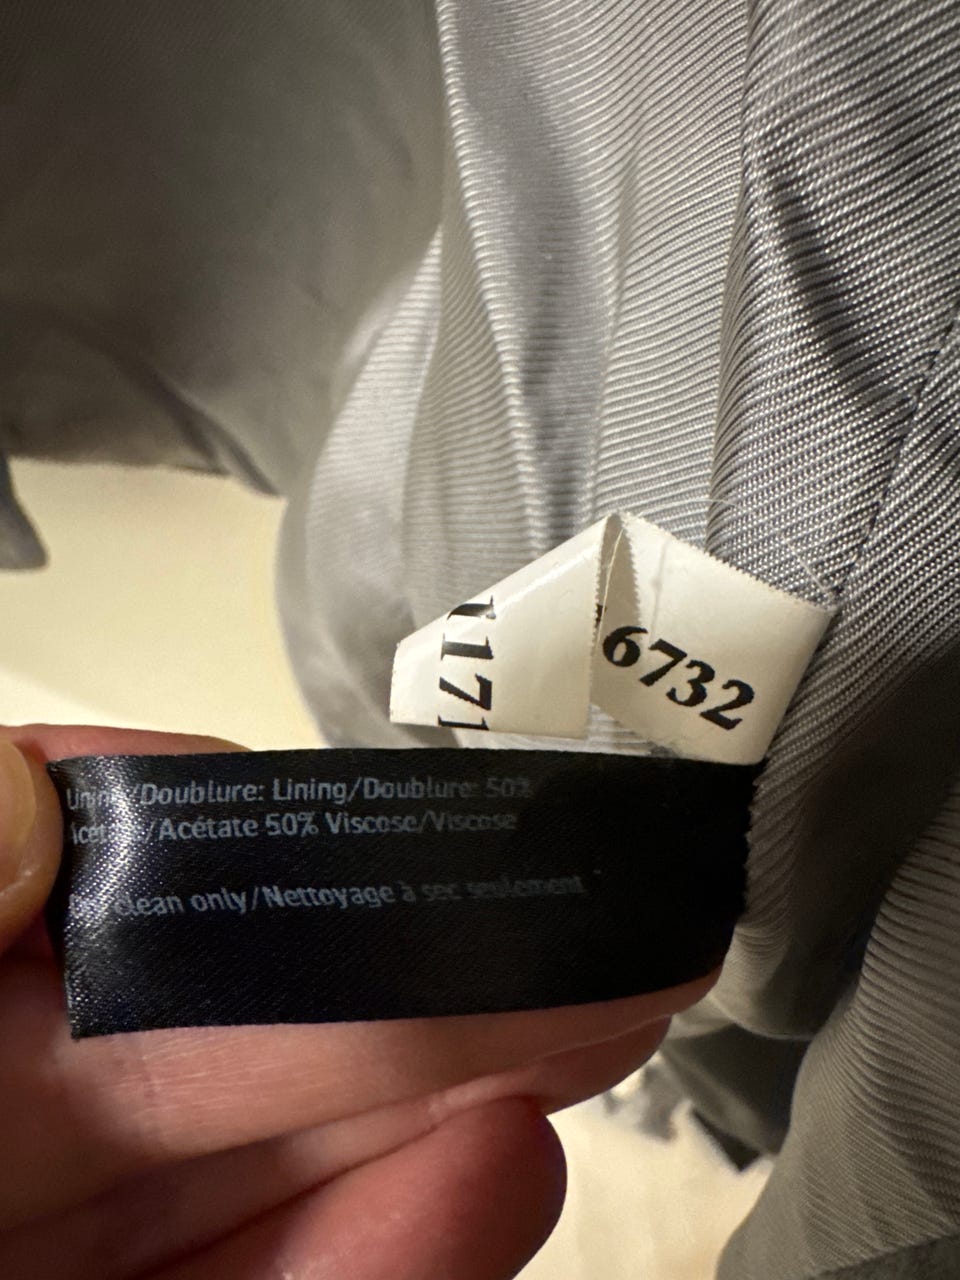 6732
/Doublure: Lining/Doublure: 50%
/Acétate 50% Viscose/Viscose
clean only/Nettoyage à sec seulement